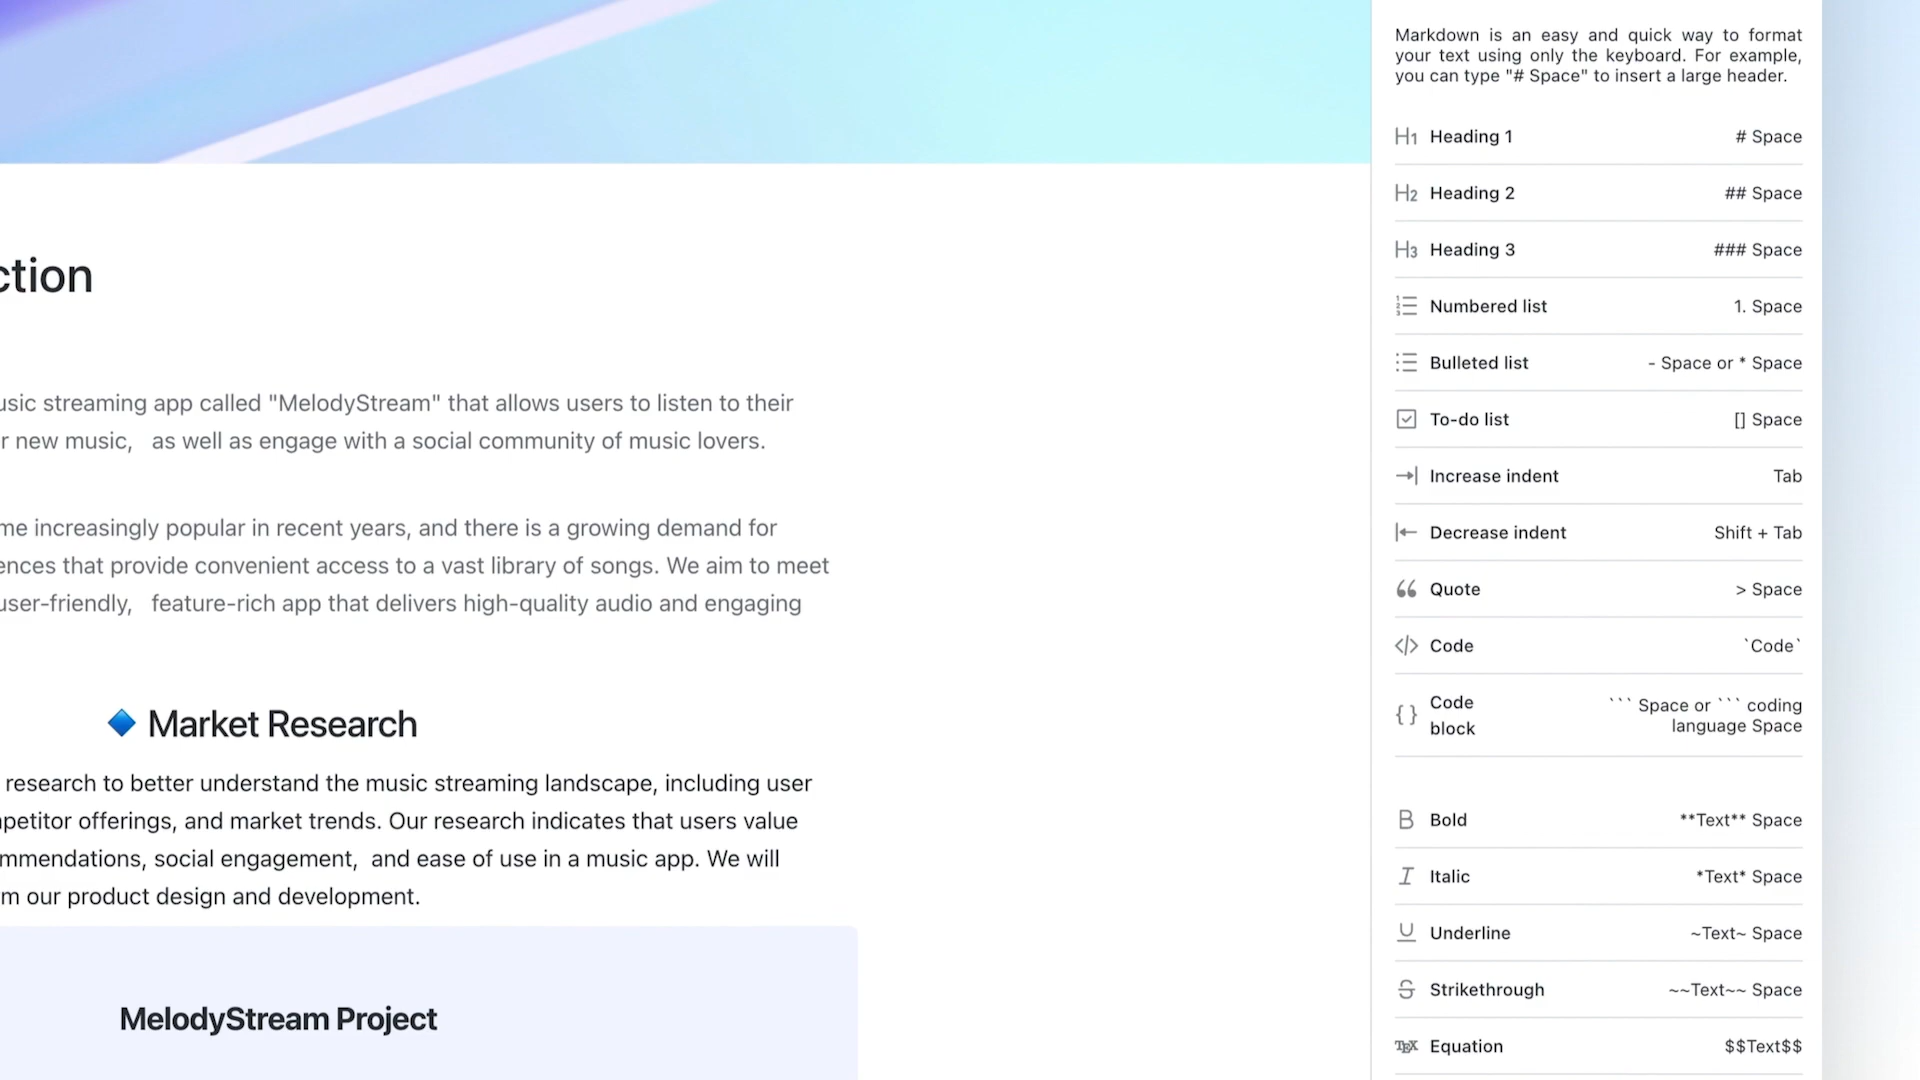 ction
usic streaming app called "MelodyStream" that allows users to listen to their
r new music, as well as engage with a social community of music lovers.
me increasingly popular in recent years, and there is a growing demand for
ences that provide convenient access to a vast library of songs. We aim to meet
user-friendly, feature-rich app that delivers high-quality audio and engaging
🔷 Market Research
research to better understand the music streaming landscape, including user
petitor offerings, and market trends. Our research indicates that users value
mmendations, social engagement, and ease of use in a music app. We will
m our product design and development.
MelodyStream Project
Markdown is an easy and quick way to format
your text using only the keyboard. For example,
you can type "# Space" to insert a large header.
H1 Heading 1 # Space
H2 Heading 2 ## Space
H3 Heading 3 ### Space
Numbered list 1. Space
Bulleted list - Space or * Space
To-do list [] Space
Increase indent Tab
Decrease indent Shift + Tab
Quote > Space
Code `Code`
Code block ``` Space or ``` coding
language Space
B Bold **Text** Space
I Italic *Text* Space
U Underline ~Text~ Space
S Strikethrough ~~Text~~ Space
TEX Equation $$Text$$